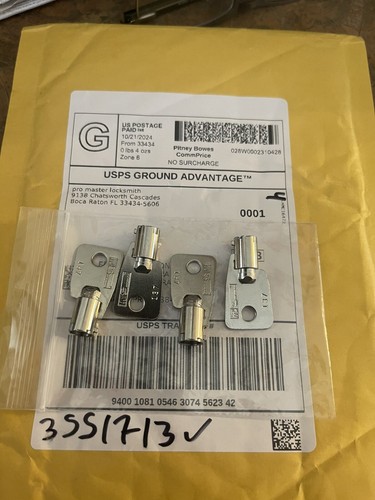 G
US POSTAGE
PAID
10/21/2024
From 33434
0 lbs 4 ozs
Zone 6
Pitney Bowes
CommPrice
NO SURCHARGE
026W0002310428
USPS GROUND ADVANTAGE™
pro master locksmith
9138 Chatsworth Cascades
Boca Raton FL 33434-5606
0001
137
USPS TRA #
9400 1081 0546 3074 5623 42
3551713✓